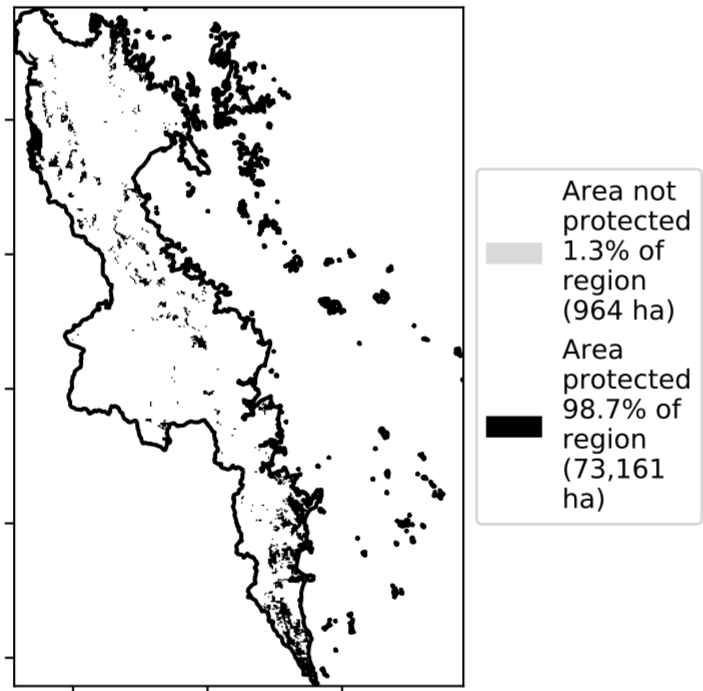 Area not
protected
1.3% of
region
(964 ha)
Area
protected
98.7% of
region
(73,161
ha)